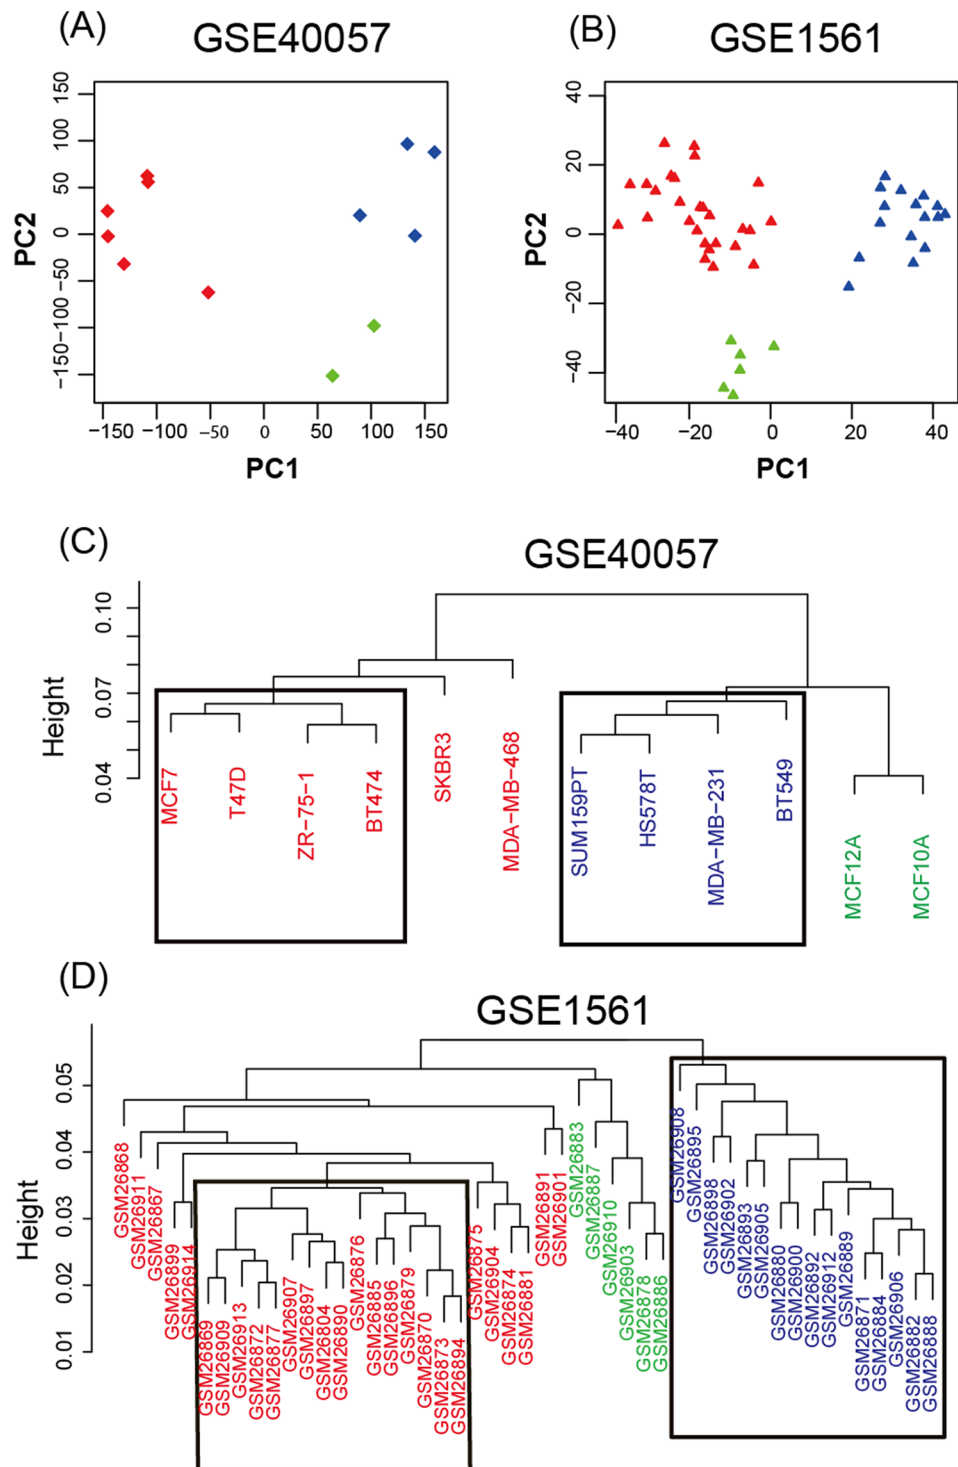 (A)
GSE40057
(B)
GSE1561
PC2
150
100
50
0
−50
−100
−150
−150
−100
−50
0
50
100
150
PC1
PC2
40
20
0
−20
−40
−40
−20
0
20
40
PC1
(C)
GSE40057
Height
0.10
0.07
0.04
MCF7
T47D
ZR−75−1
BT474
SKBR3
MDA−MB−468
SUM159PT
HS578T
MDA−MB−231
BT549
MCF12A
MCF10A
(D)
GSE1561
Height
0.05
0.04
0.03
0.02
0.01
GSM26868
GSM26911
GSM26867
GSM26899
GSM26914
GSM26869
GSM26909
GSM26913
GSM26872
GSM26877
GSM26907
GSM26897
GSM26804
GSM26890
GSM26876
GSM26885
GSM26896
GSM26879
GSM26870
GSM26873
GSM26894
GSM26875
GSM26904
GSM26874
GSM26881
GSM26891
GSM26901
GSM26883
GSM26887
GSM26910
GSM26903
GSM26878
GSM26886
GSM26908
GSM26895
GSM26898
GSM26902
GSM26893
GSM26905
GSM26880
GSM26900
GSM26892
GSM26912
GSM26889
GSM26871
GSM26884
GSM26906
GSM26882
GSM26888